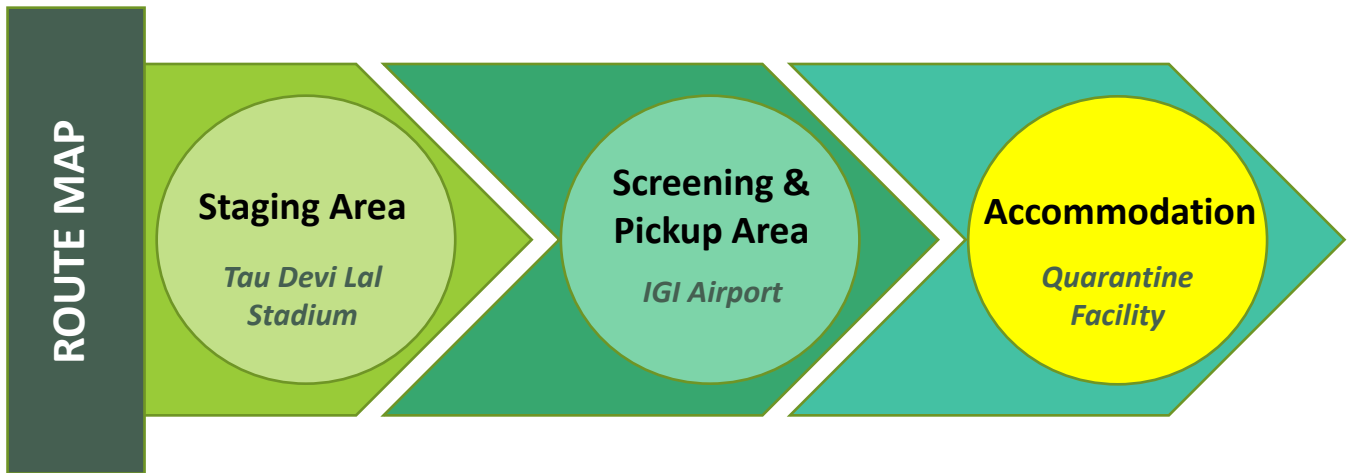 ROUTE MAP
Staging Area
Tau Devi Lal
Stadium
Screening &
Pickup Area
IGI Airport
Accommodation
Quarantine
Facility